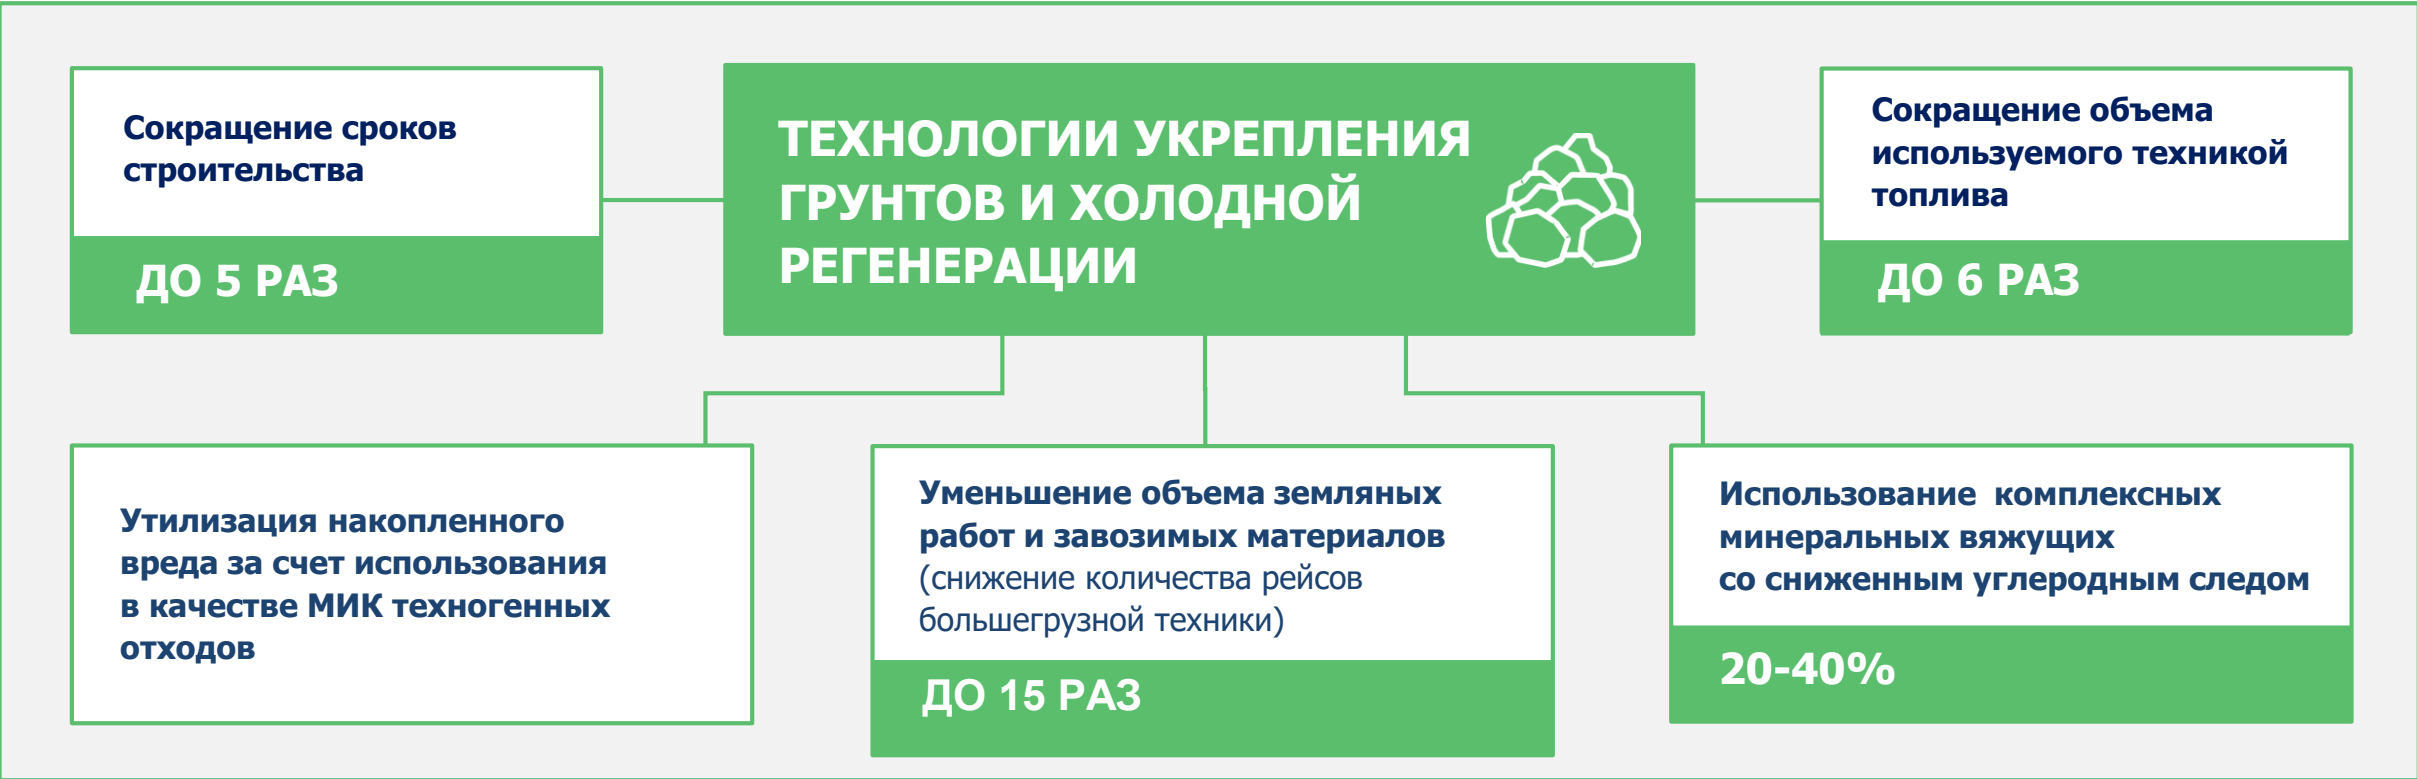 Сокращение сроков
строительства
ДО 5 РАЗ
ТЕХНОЛОГИИ УКРЕПЛЕНИЯ
ГРУНТОВ И ХОЛОДНОЙ
РЕГЕНЕРАЦИИ
Сокращение объема
используемого техникой
топлива
ДО 6 РАЗ
Утилизация накопленного
вреда за счет использования
в качестве МИК техногенных
отходов
Уменьшение объема земляных
работ и завозимых материалов
(снижение количества рейсов
большегрузной техники)
ДО 15 РАЗ
Использование комплексных
минеральных вяжущих
со сниженным углеродным следом
20-40%